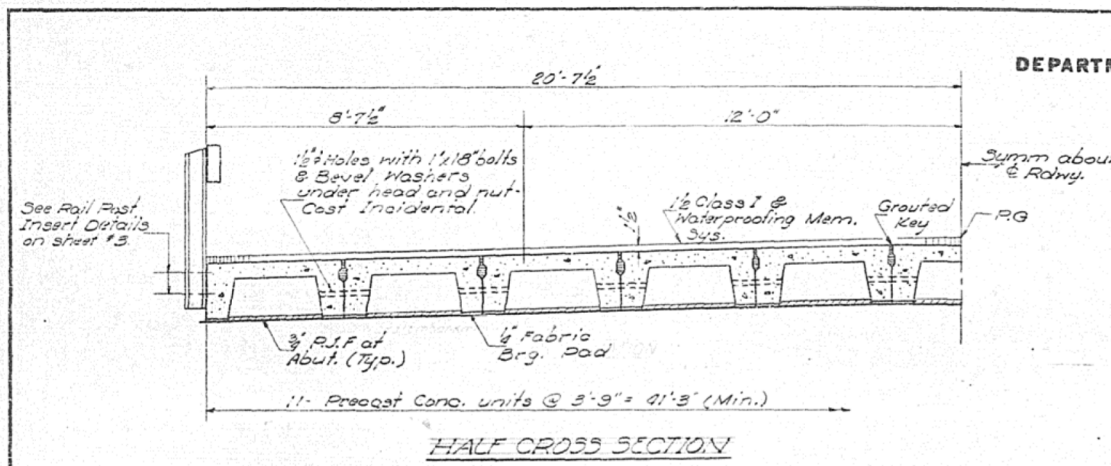 DEPARTM
20'-7½"
8'-7½"
12'-0"
1½"⌀ Holes with 1"x18" bolts
& Bevel Washers
under head and nut-
Cost Incidental.
See Rail Post
Insert Details
on sheet #3.
1½"
1½ Class I &
Waterproofing Mem.
Sys.
Grouted
Key
Symm abou
℄ Rdwy.
P.G
¾" P.J.F at
Abut. (Typ.)
¼" Fabric
Brg. Pad
11- Precast Conc. units @ 3'-9" = 41'-3" (Min.)
HALF CROSS SECTION